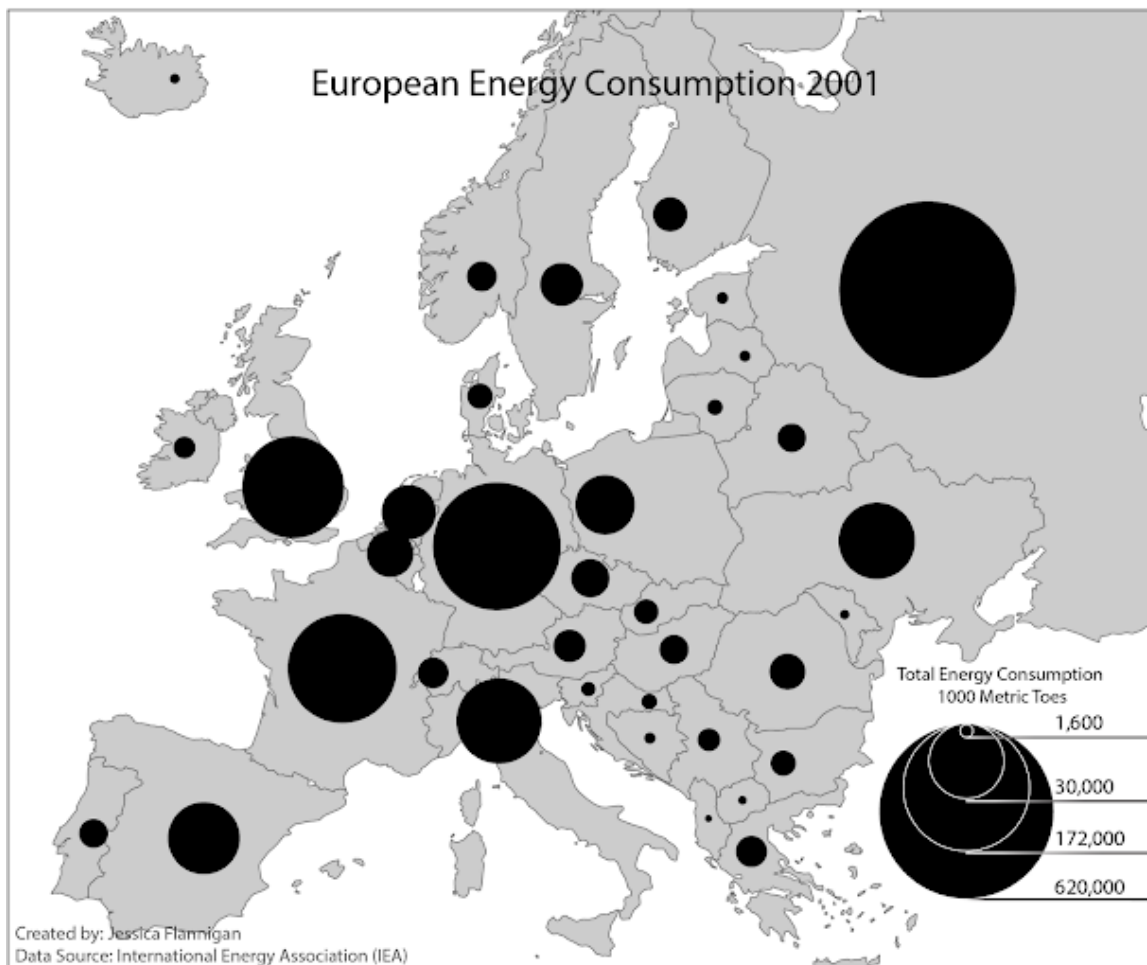 European Energy Consumption 2001
Total Energy Consumption
1000 Metric Toes
1,600
30,000
172,000
620,000
Created by: Jessica Flannigan
Data Source: International Energy Association (IEA)